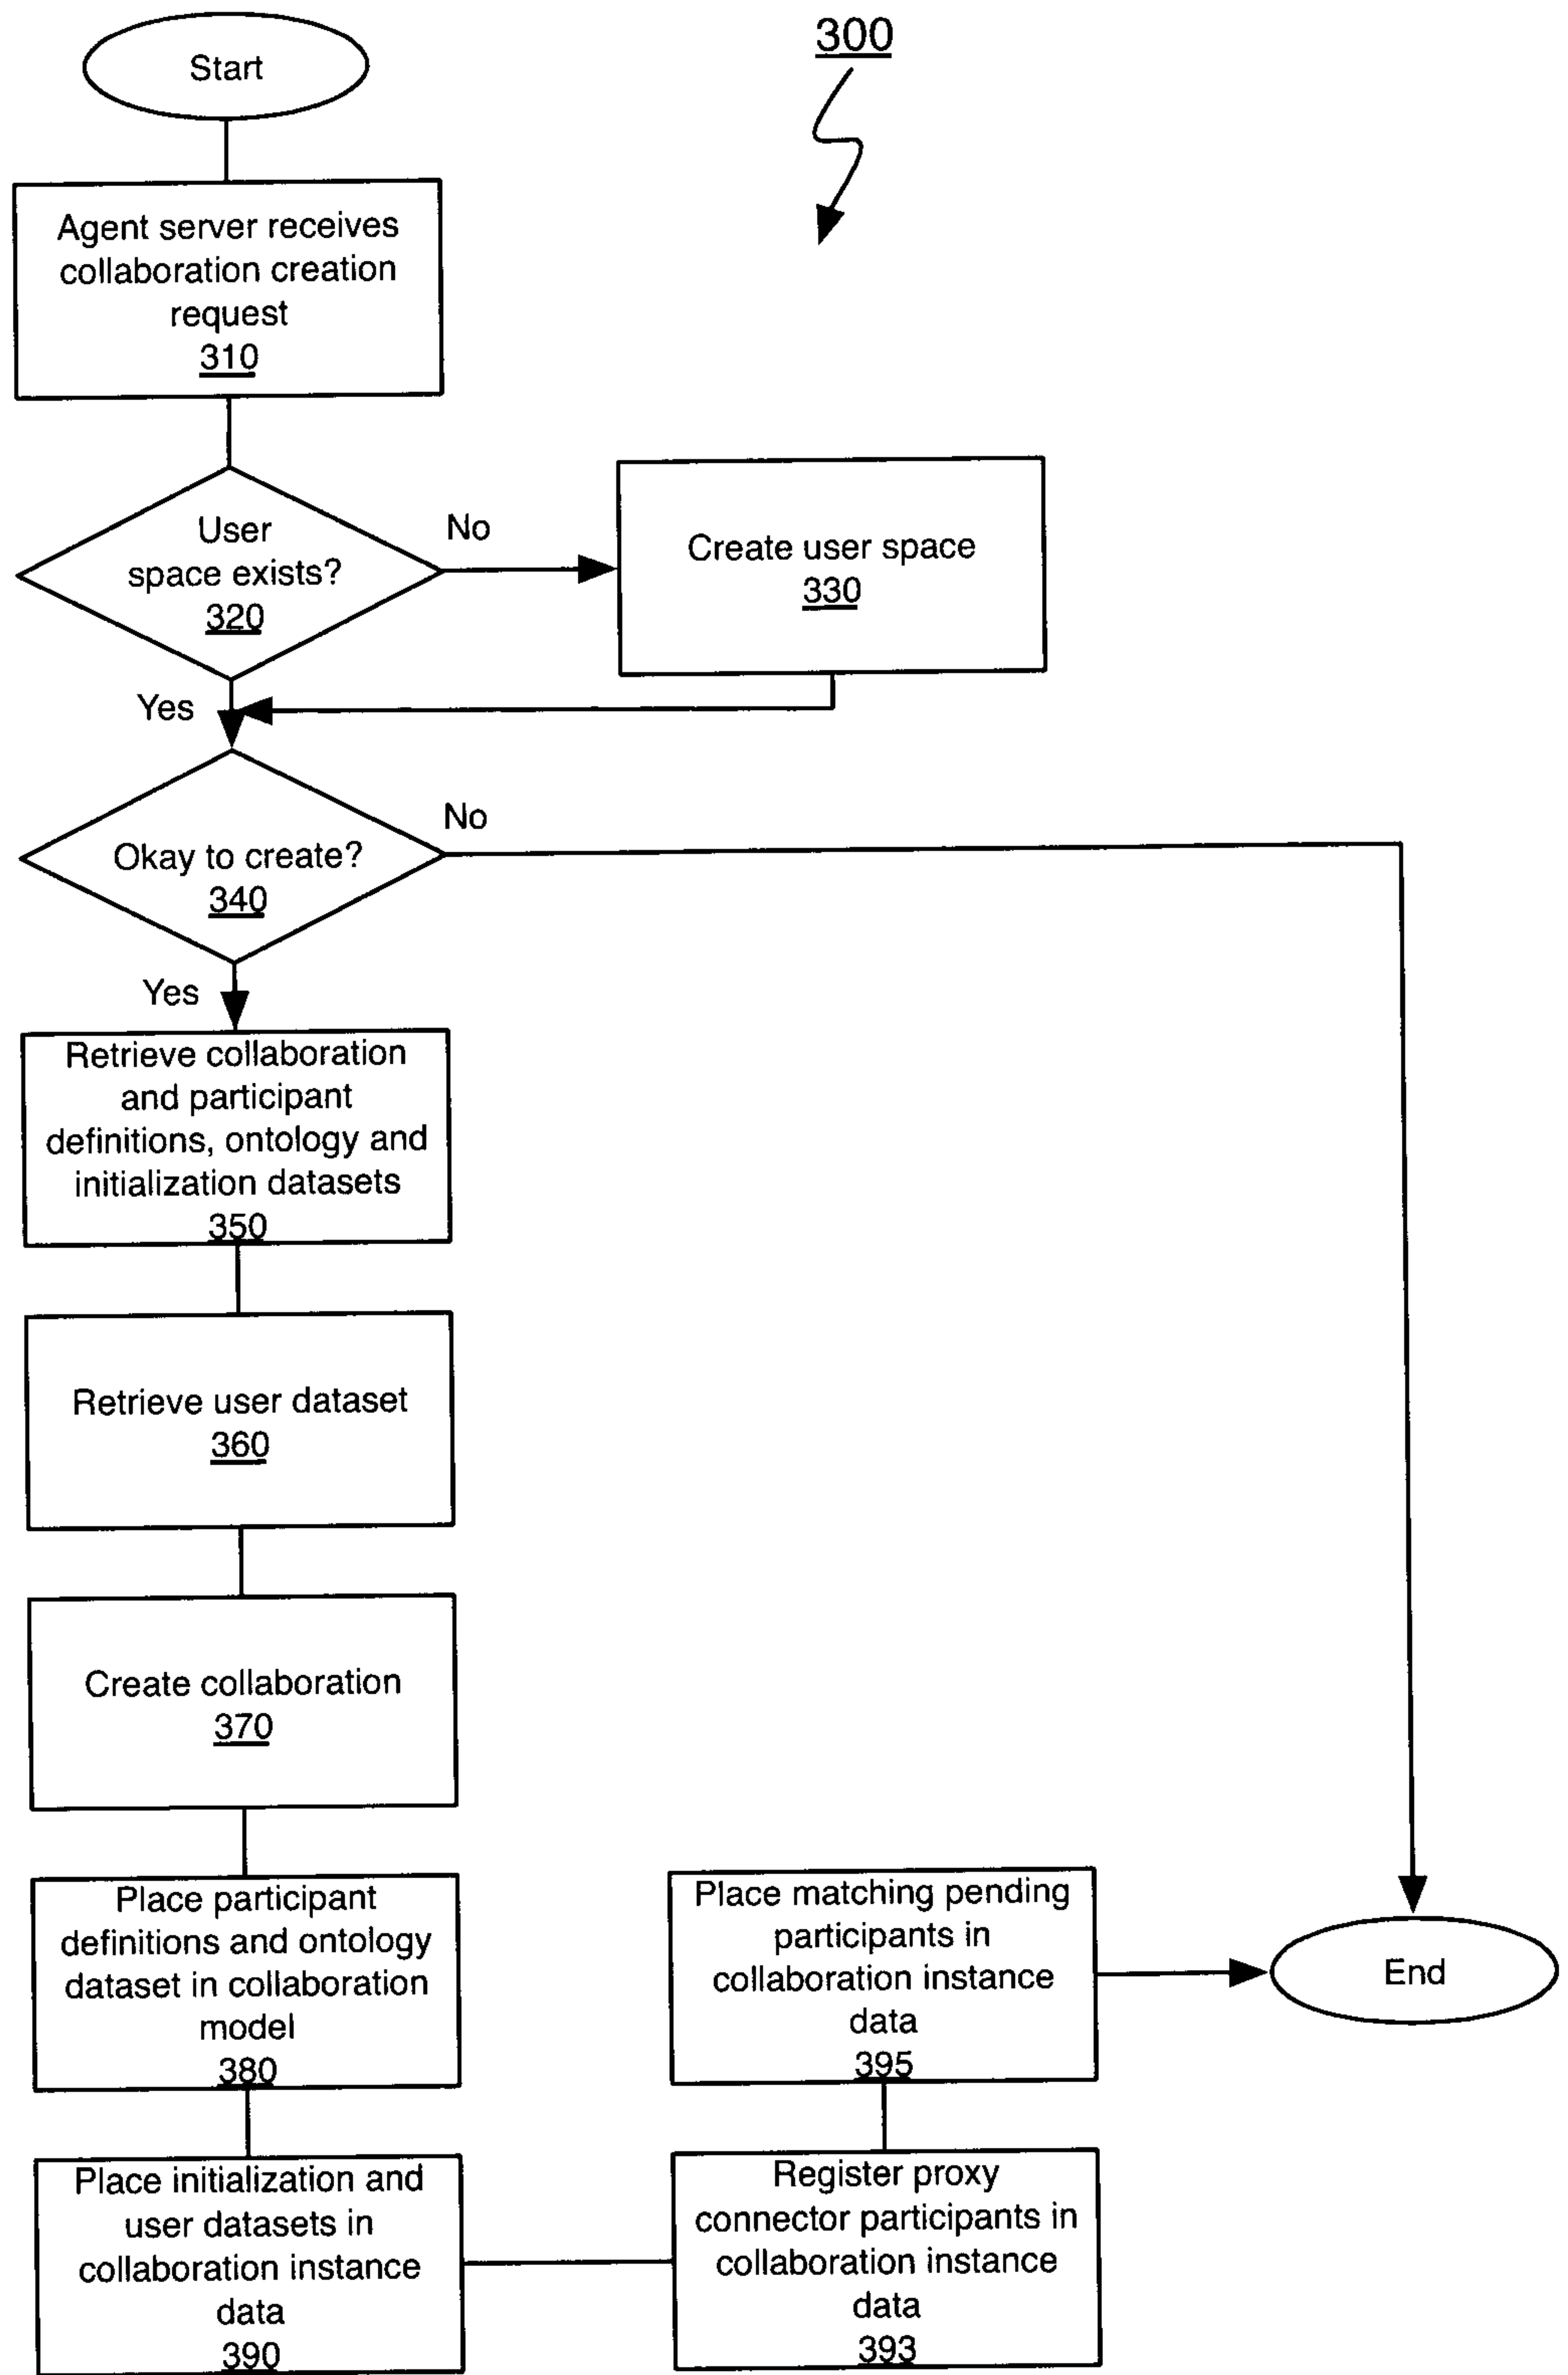 300
Start
Agent server receives
collaboration creation
request
310
User
space exists?
320
No
Create user space
330
Yes
Okay to create?
340
No
Yes
Retrieve collaboration
and participant
definitions, ontology and
initialization datasets
350
Retrieve user dataset
360
Create collaboration
370
Place participant
definitions and ontology
dataset in collaboration
model
380
Place initialization and
user datasets in
collaboration instance
data
390
Register proxy
connector participants in
collaboration instance
data
393
Place matching pending
participants in
collaboration instance
data
395
End